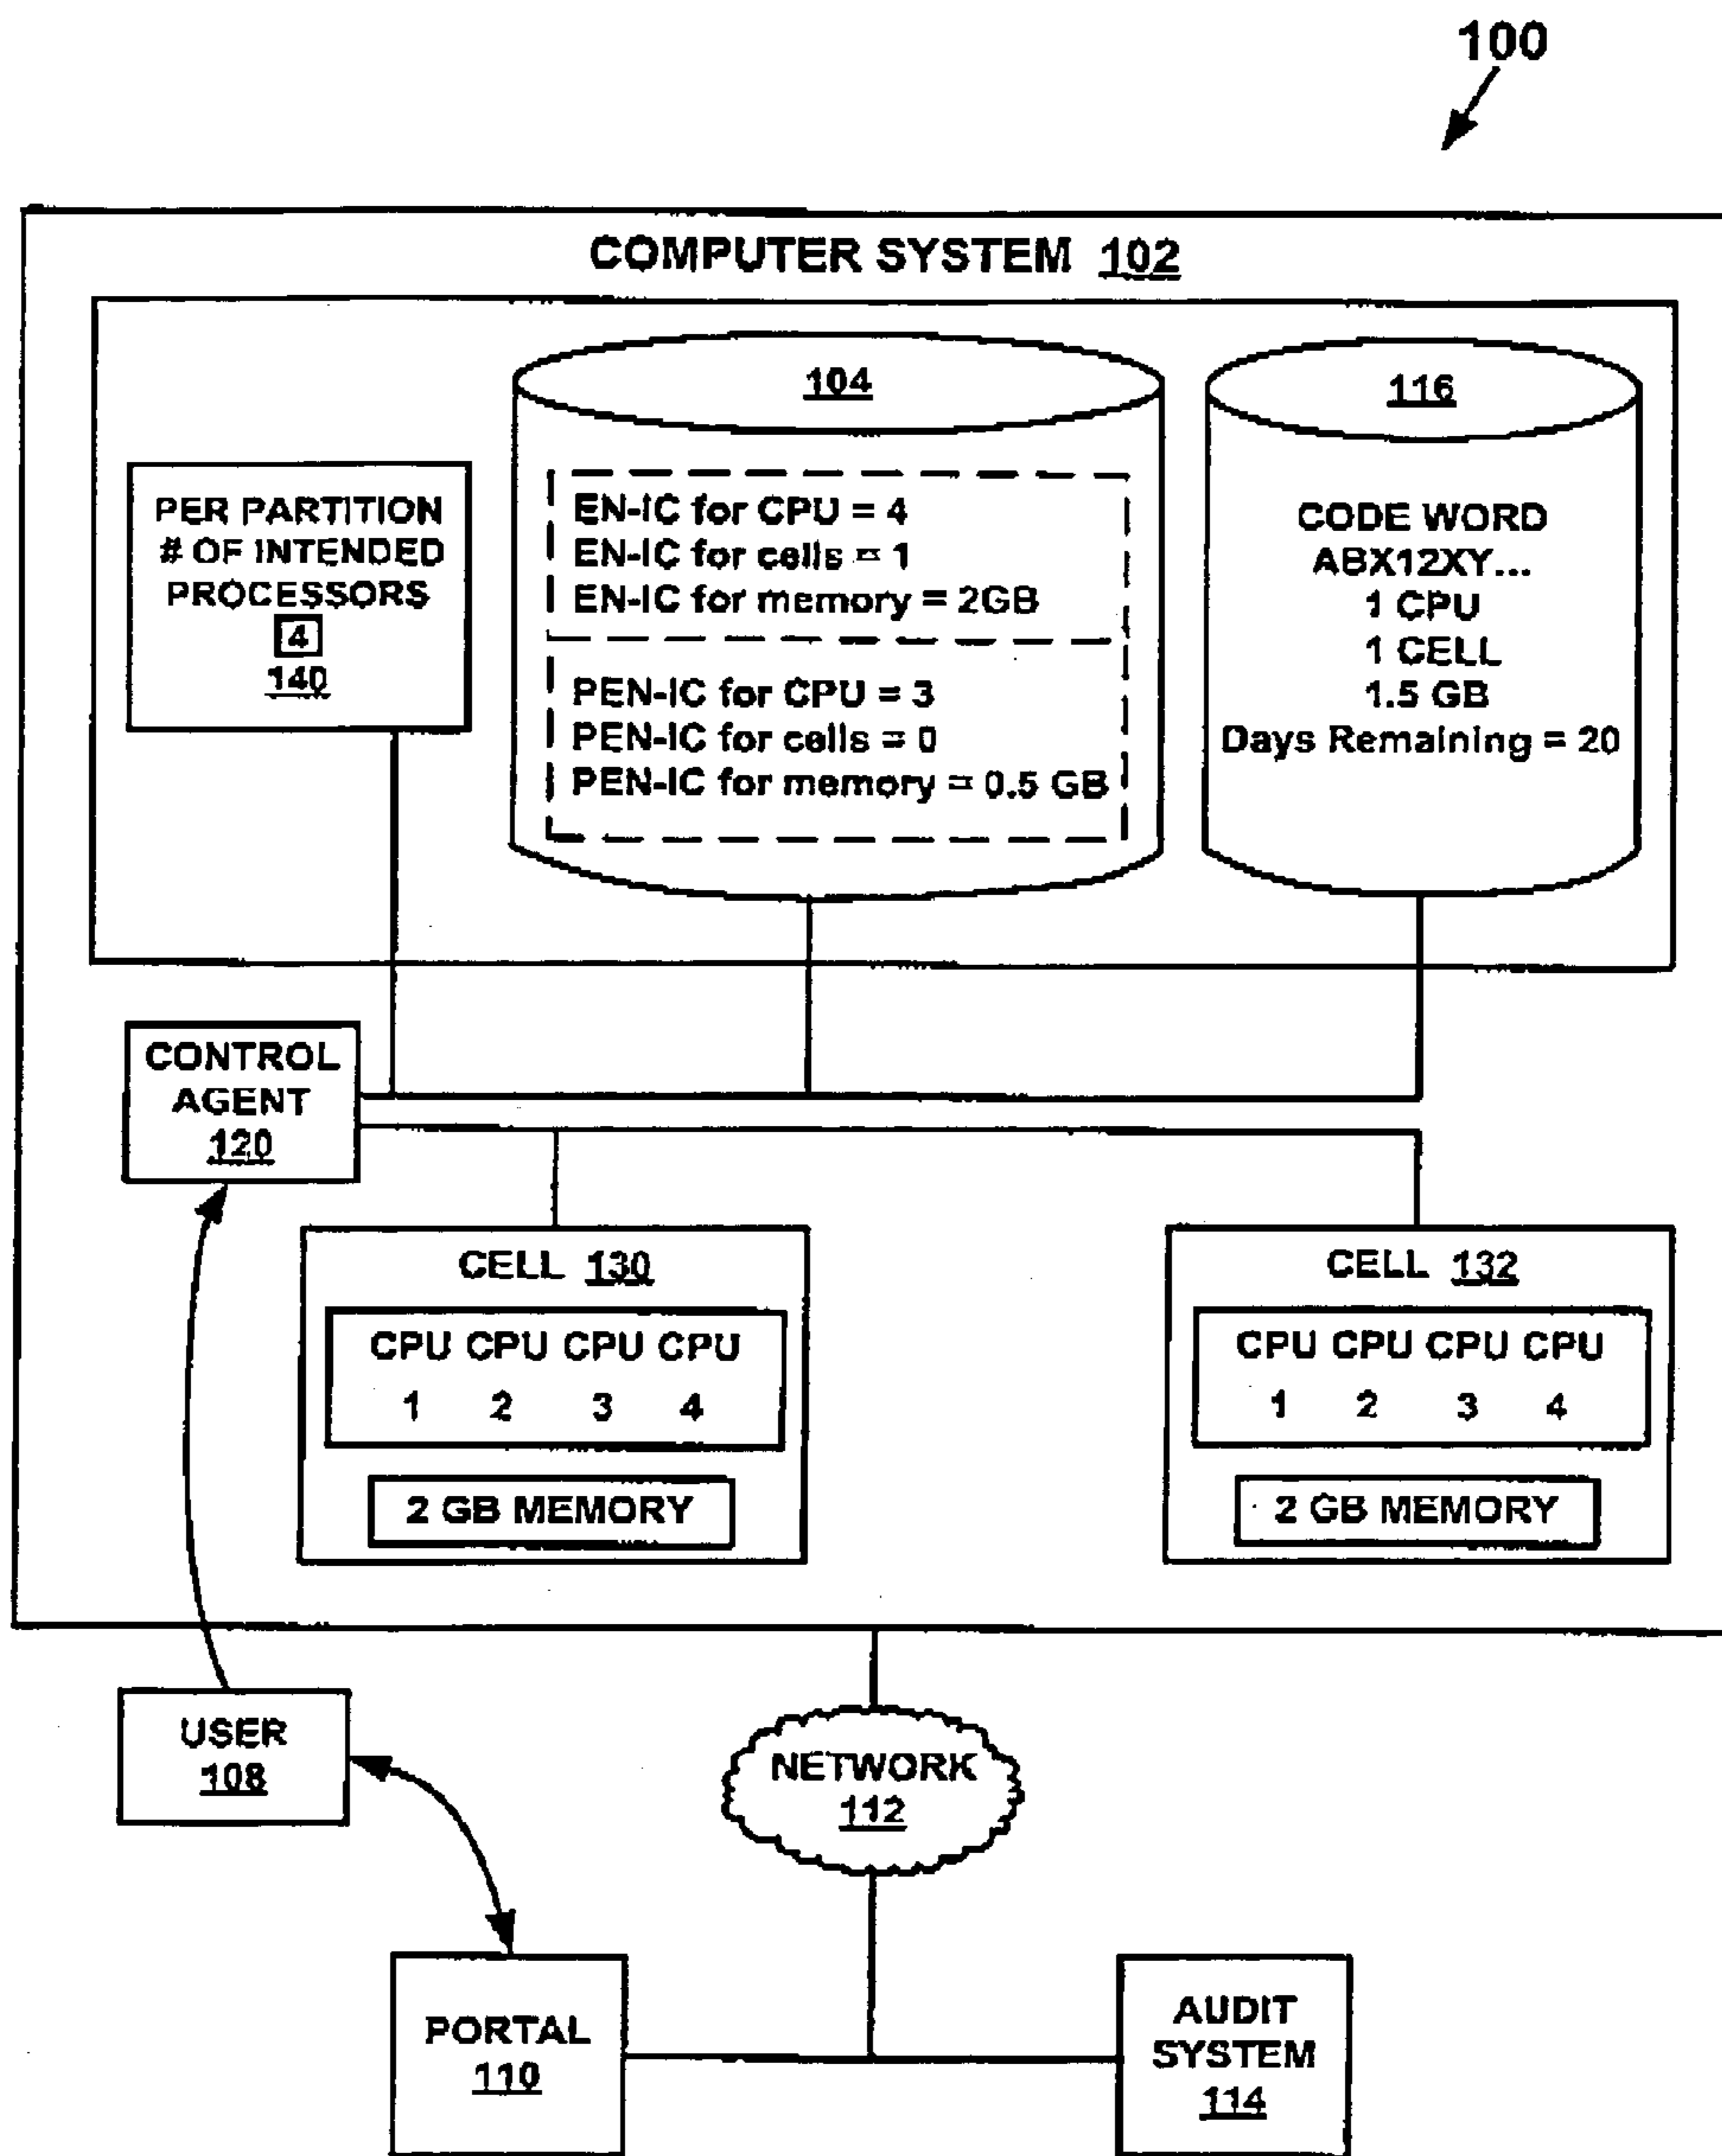 100
COMPUTER SYSTEM 102
104
116
PER PARTITION
# OF INTENDED
PROCESSORS
4
140
EN-IC for CPU = 4
EN-IC for cells = 1
EN-IC for memory = 2GB
PEN-IC for CPU = 3
PEN-IC for cells = 0
PEN-IC for memory = 0.5 GB
CODE WORD
ABX12XY...
1 CPU
1 CELL
1.5 GB
Days Remaining = 20
CONTROL
AGENT
120
CELL 130
CPU CPU CPU CPU
1 2 3 4
2 GB MEMORY
CELL 132
CPU CPU CPU CPU
1 2 3 4
2 GB MEMORY
USER
108
NETWORK
112
PORTAL
110
AUDIT
SYSTEM
114